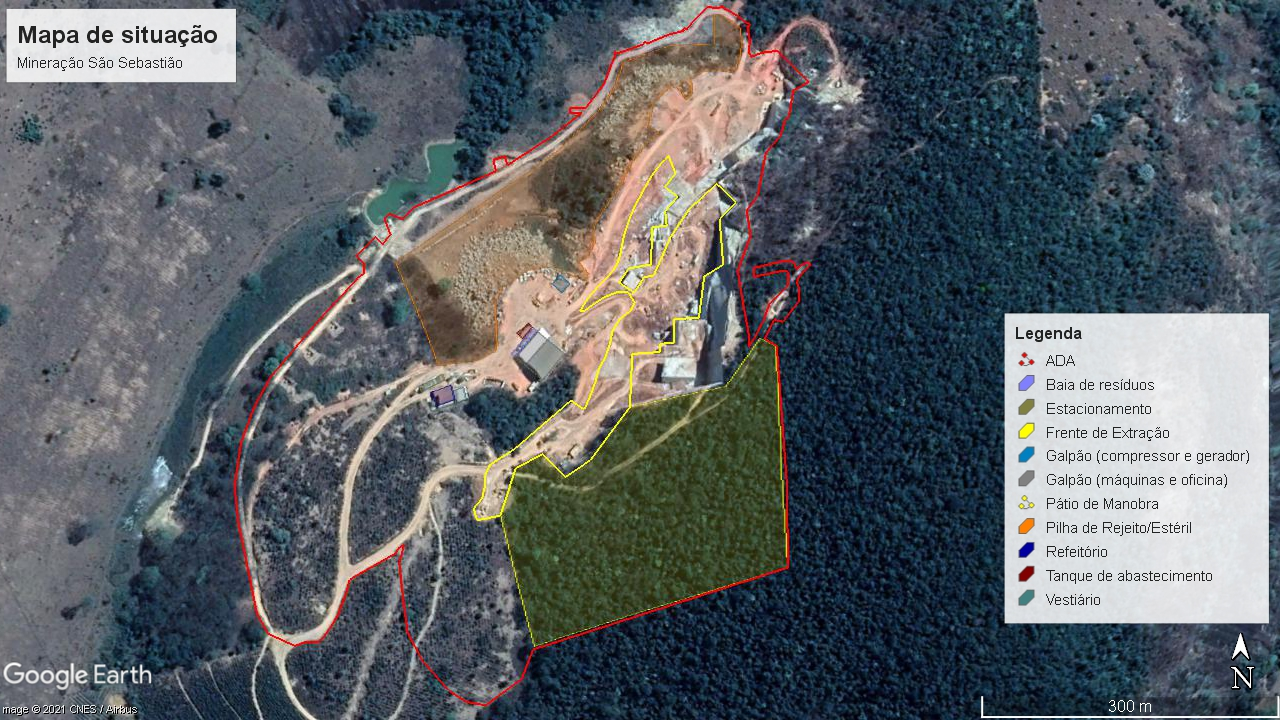 Mapa de situação
Mineração São Sebastião
Legenda
ADA
Baia de resíduos
Estacionamento
Frente de Extração
Galpão (compressor e gerador)
Galpão (máquinas e oficina)
Pátio de Manobra
Pilha de Rejeito/Estéril
Refeitório
Tanque de abastecimento
Vestiário
Google Earth
N
mage © 2021 CNES / Airbus
300 m